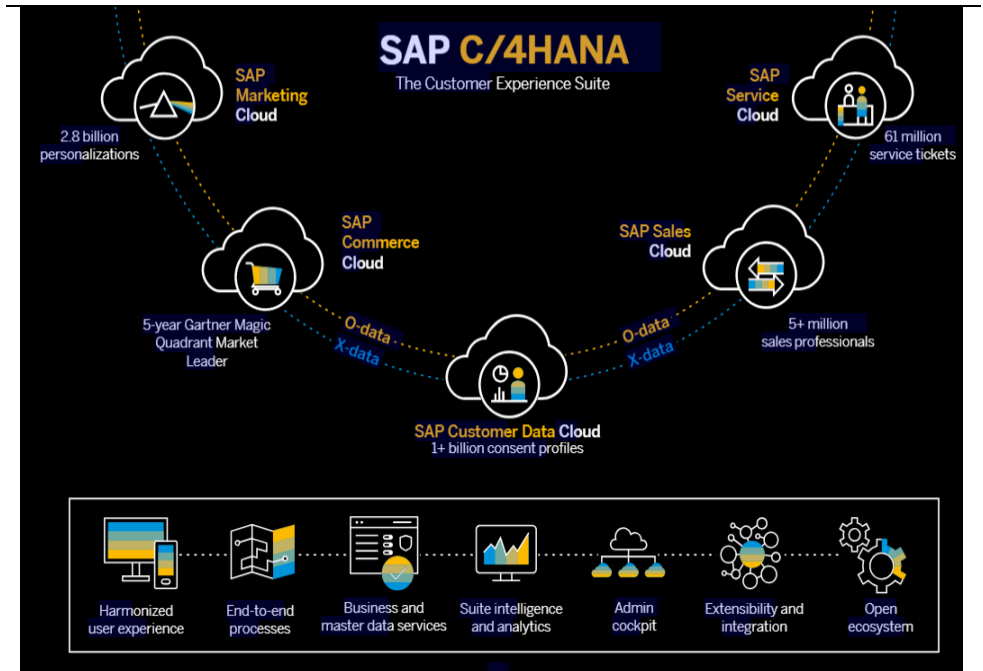 SAP C/4HANA
The Customer Experience Suite
SAP
Marketing
Cloud
2.8 billion
personalizations
SAP
Service
Cloud
61 million
service tickets
SAP
Commerce
Cloud
5-year Gartner Magic
Quadrant Market
Leader
SAP Sales
Cloud
5+ million
sales professionals
O-data
X-data
O-data
X-data
SAP Customer Data Cloud
1+ billion consent profiles
Harmonized
user experience
End-to-end
processes
Business and
master data services
Suite intelligence
and analytics
Admin
cockpit
Extensibility and
integration
Open
ecosystem